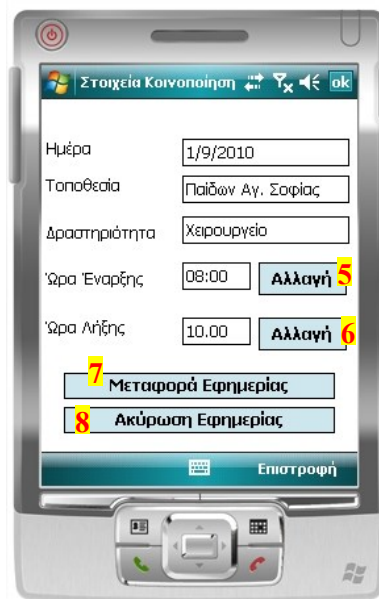 Στοιχεία Κοινοποίηση ok
Ημέρα 1/9/2010
Τοποθεσία Παίδων Αγ. Σοφίας
Δραστηριότητα Χειρουργείο
Ώρα Έναρξης 08:00 Αλλαγή 5
Ώρα Λήξης 10.00 Αλλαγή 6
7 Μεταφορά Εφημερίας
8 Ακύρωση Εφημερίας
Επιστροφή